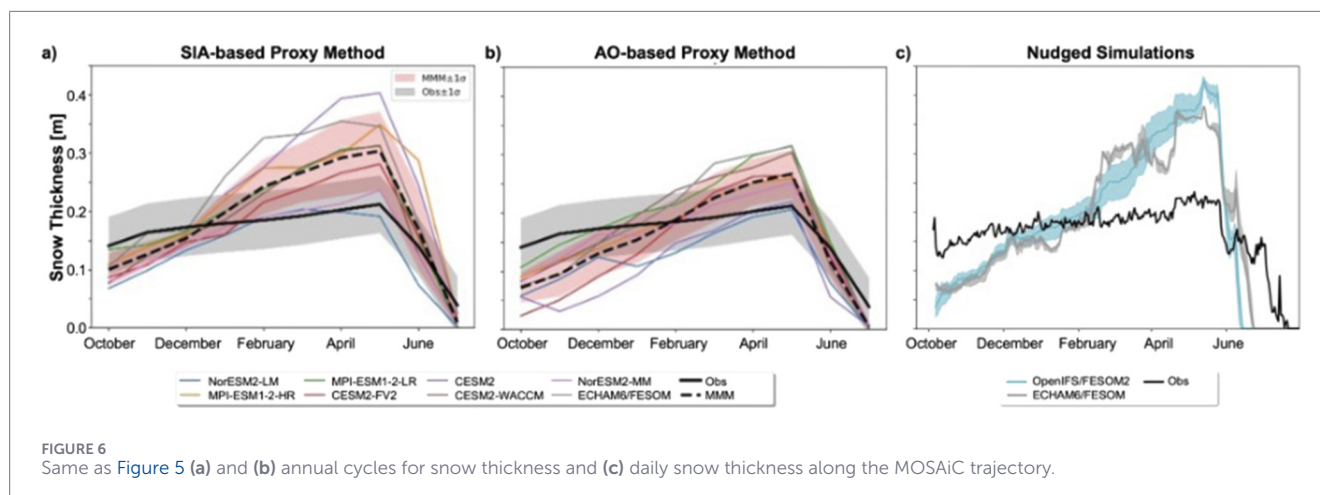 a) SIA-based Proxy Method
b) AO-based Proxy Method
c) Nudged Simulations
MMM±1σ
Obs±1σ
Snow Thickness [m]
0.4
0.3
0.2
0.1
0.0
October December February April June
October December February April June
October December February April June
NorESM2-LM MPI-ESM1-2-LR CESM2 NorESM2-MM Obs
MPI-ESM1-2-HR CESM2-FV2 CESM2-WACCM ECHAM6/FESOM MMM
OpenIFS/FESOM2 Obs
ECHAM6/FESOM
FIGURE 6
Same as Figure 5 (a) and (b) annual cycles for snow thickness and (c) daily snow thickness along the MOSAiC trajectory.